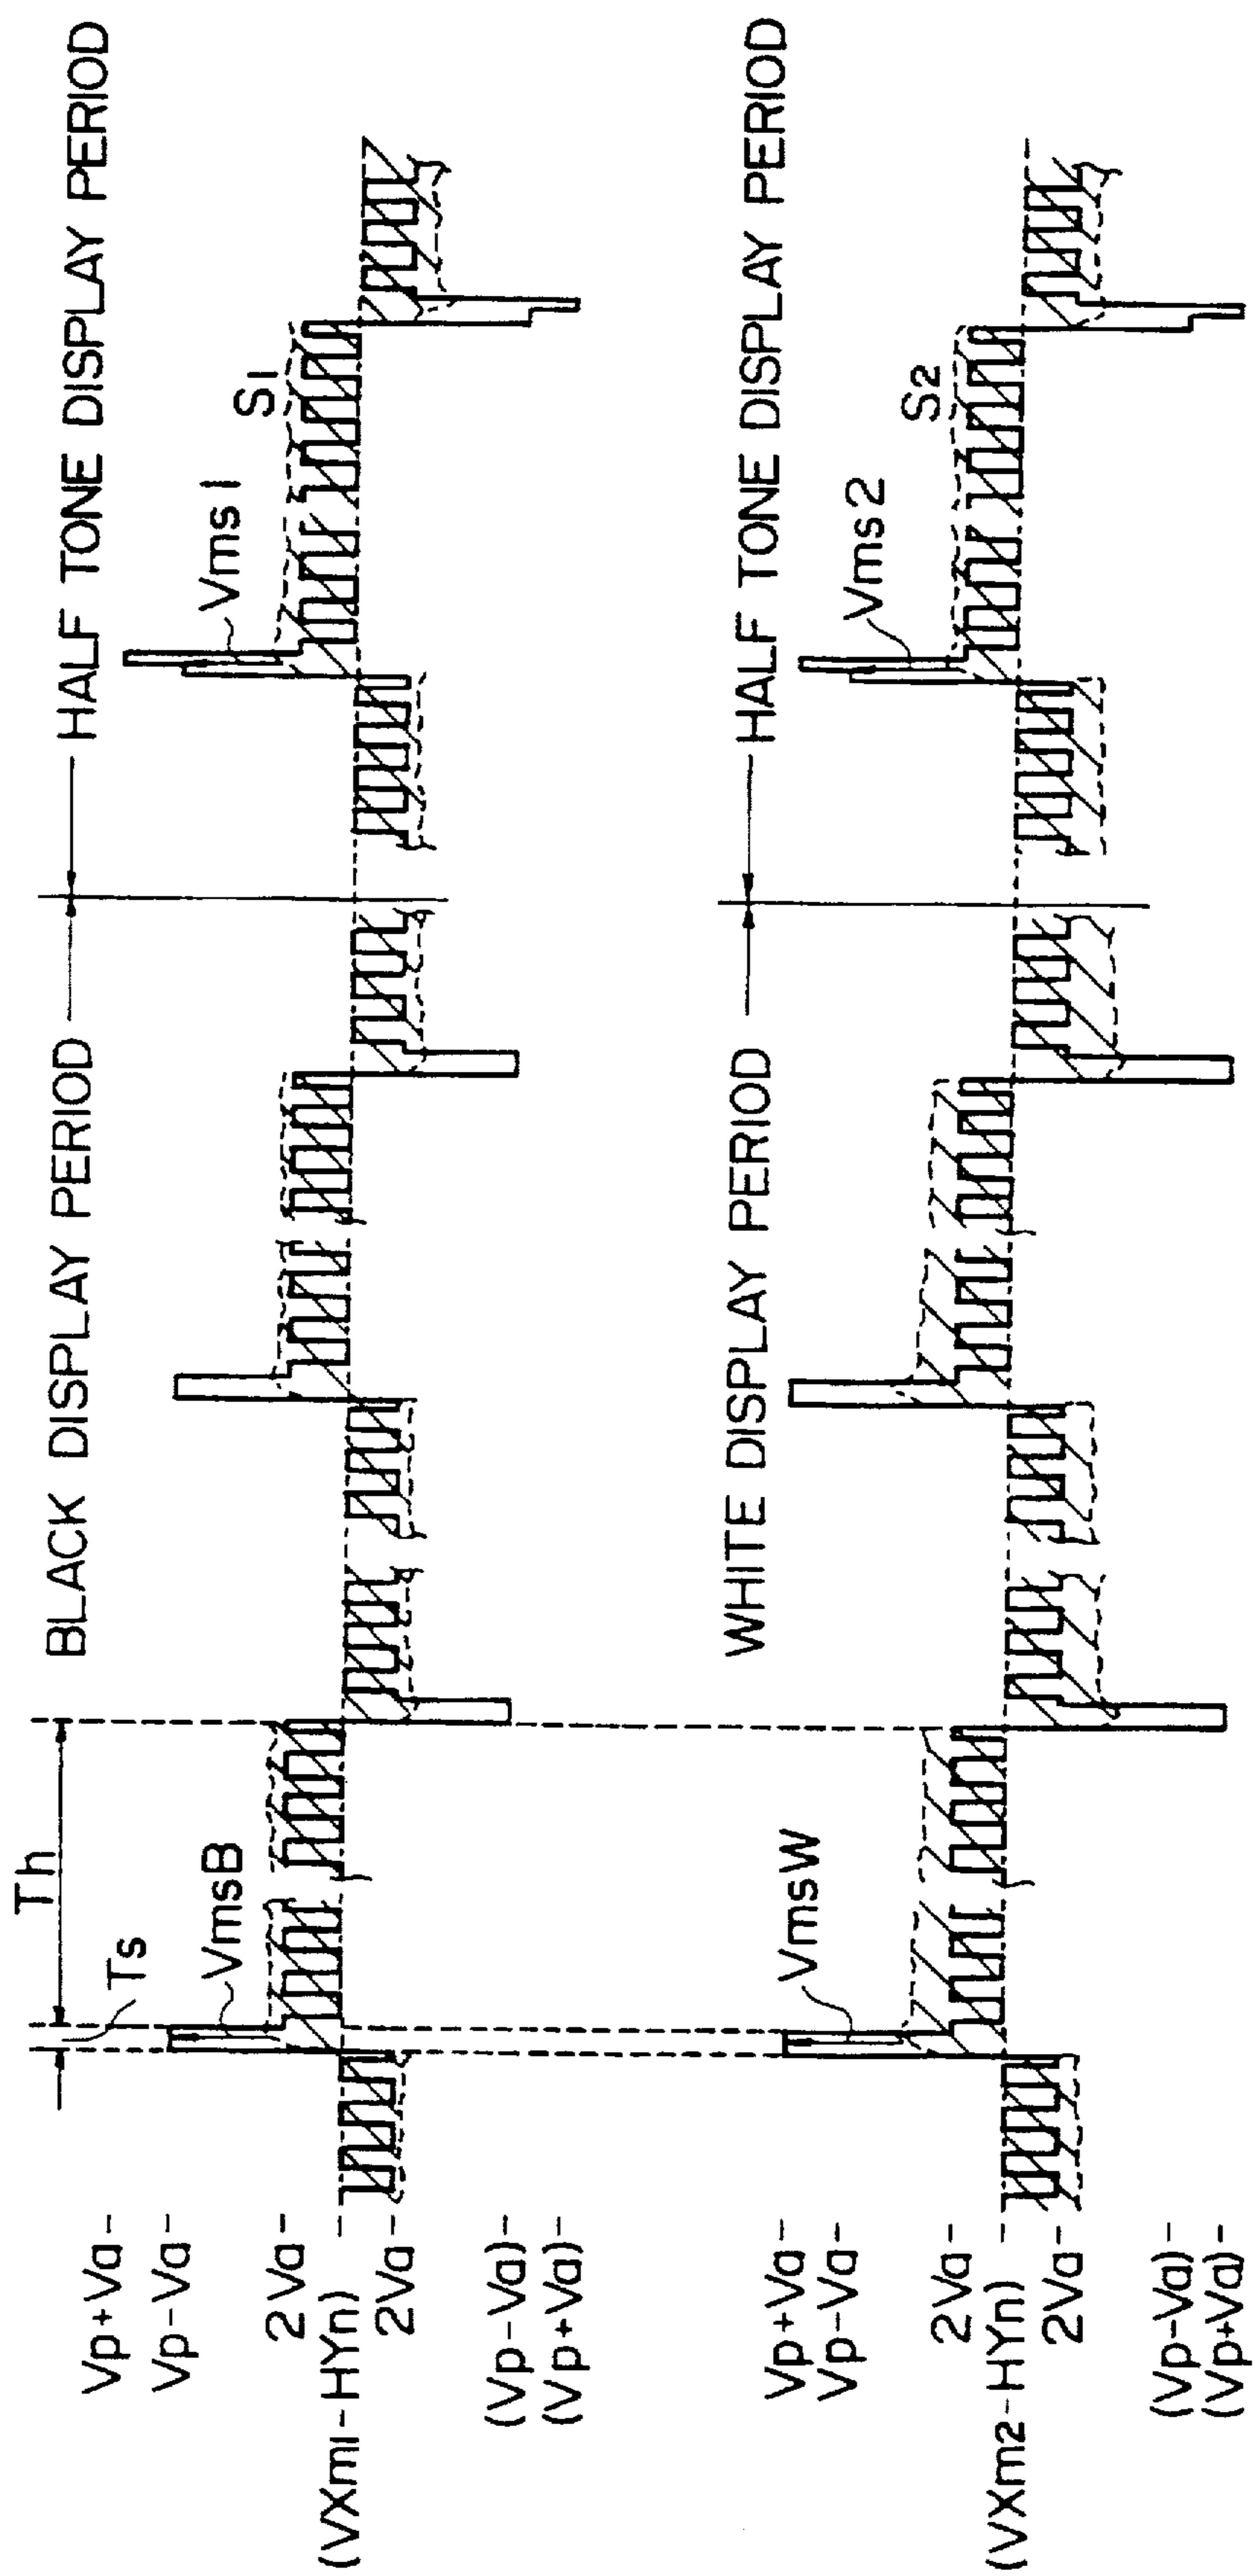 BLACK DISPLAY PERIOD
HALF TONE DISPLAY PERIOD
Th
Ts
VmsB
Vms1
S1
Vp+Va-
Vp-Va-
2Va-
(VXm1-HYn)-
2Va-
(Vp-Va)-
(Vp+Va)-
WHITE DISPLAY PERIOD
HALF TONE DISPLAY PERIOD
VmsW
Vms2
S2
Vp+Va-
Vp-Va-
2Va-
(VXm2-HYn)-
2Va-
(Vp-Va)-
(Vp+Va)-